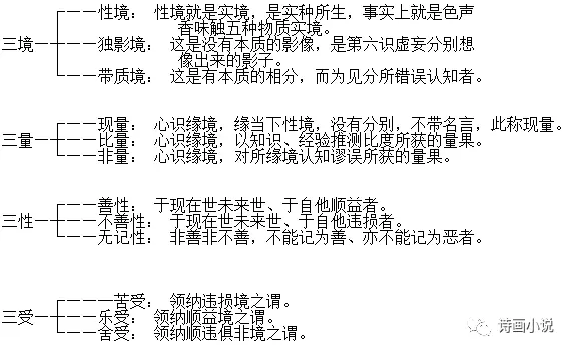 性境： 性境就是实境，是实种所生，事实上就是色声
香味触五种物质实境。
三境 独影境： 这是没有本质的影像，是第六识虚妄分别想
像出来的影子。
带质境： 这是有本质的相分，而为见分所错误认知者。
现量： 心识缘境，缘当下性境，没有分别，不带名言，此称现量。
三量 比量： 心识缘境，以知识、经验推测比度所获的量果。
非量： 心识缘境，对所缘境认知谬误所获的量果。
善性： 于现在世未来世、于自他顺益者。
三性 不善性： 于现在世未来世、于自他违损者。
无记性： 非善非不善，不能记为善、亦不能记为恶者。
苦受： 领纳违损境之谓。
三受 乐受： 领纳顺益境之谓。
舍受： 领纳顺违俱非境之谓。
诗画小说